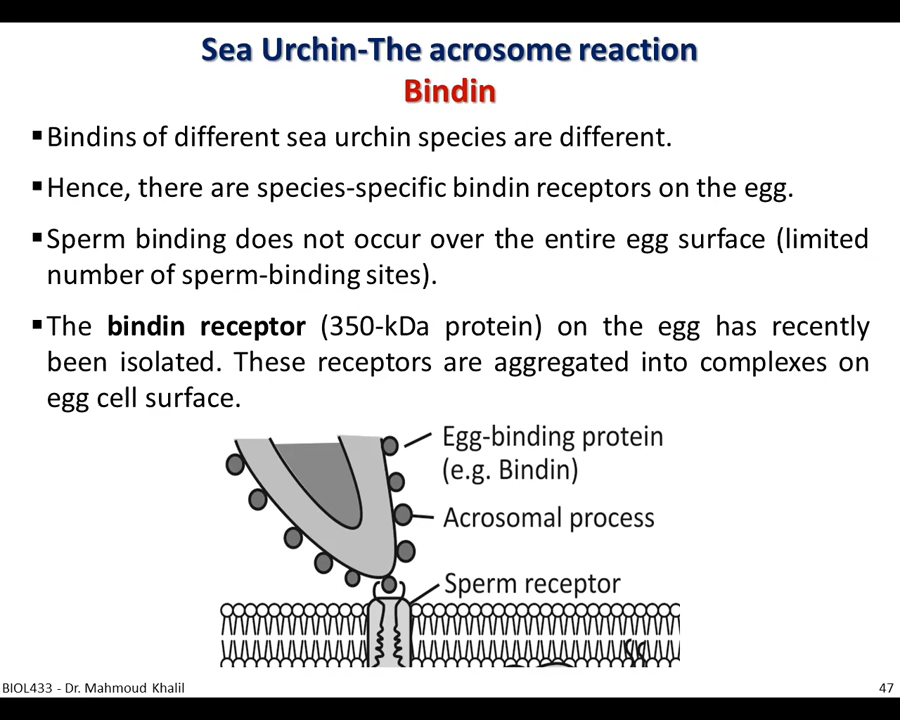 Sea Urchin-The acrosome reaction
Bindin
▪Bindins of different sea urchin species are different.
▪Hence, there are species-specific bindin receptors on the egg.
▪Sperm binding does not occur over the entire egg surface (limited
number of sperm-binding sites).
▪The bindin receptor (350-kDa protein) on the egg has recently
been isolated. These receptors are aggregated into complexes on
egg cell surface.
Egg-binding protein
(e.g. Bindin)
Acrosomal process
Sperm receptor
BIOL433 - Dr. Mahmoud Khalil
47